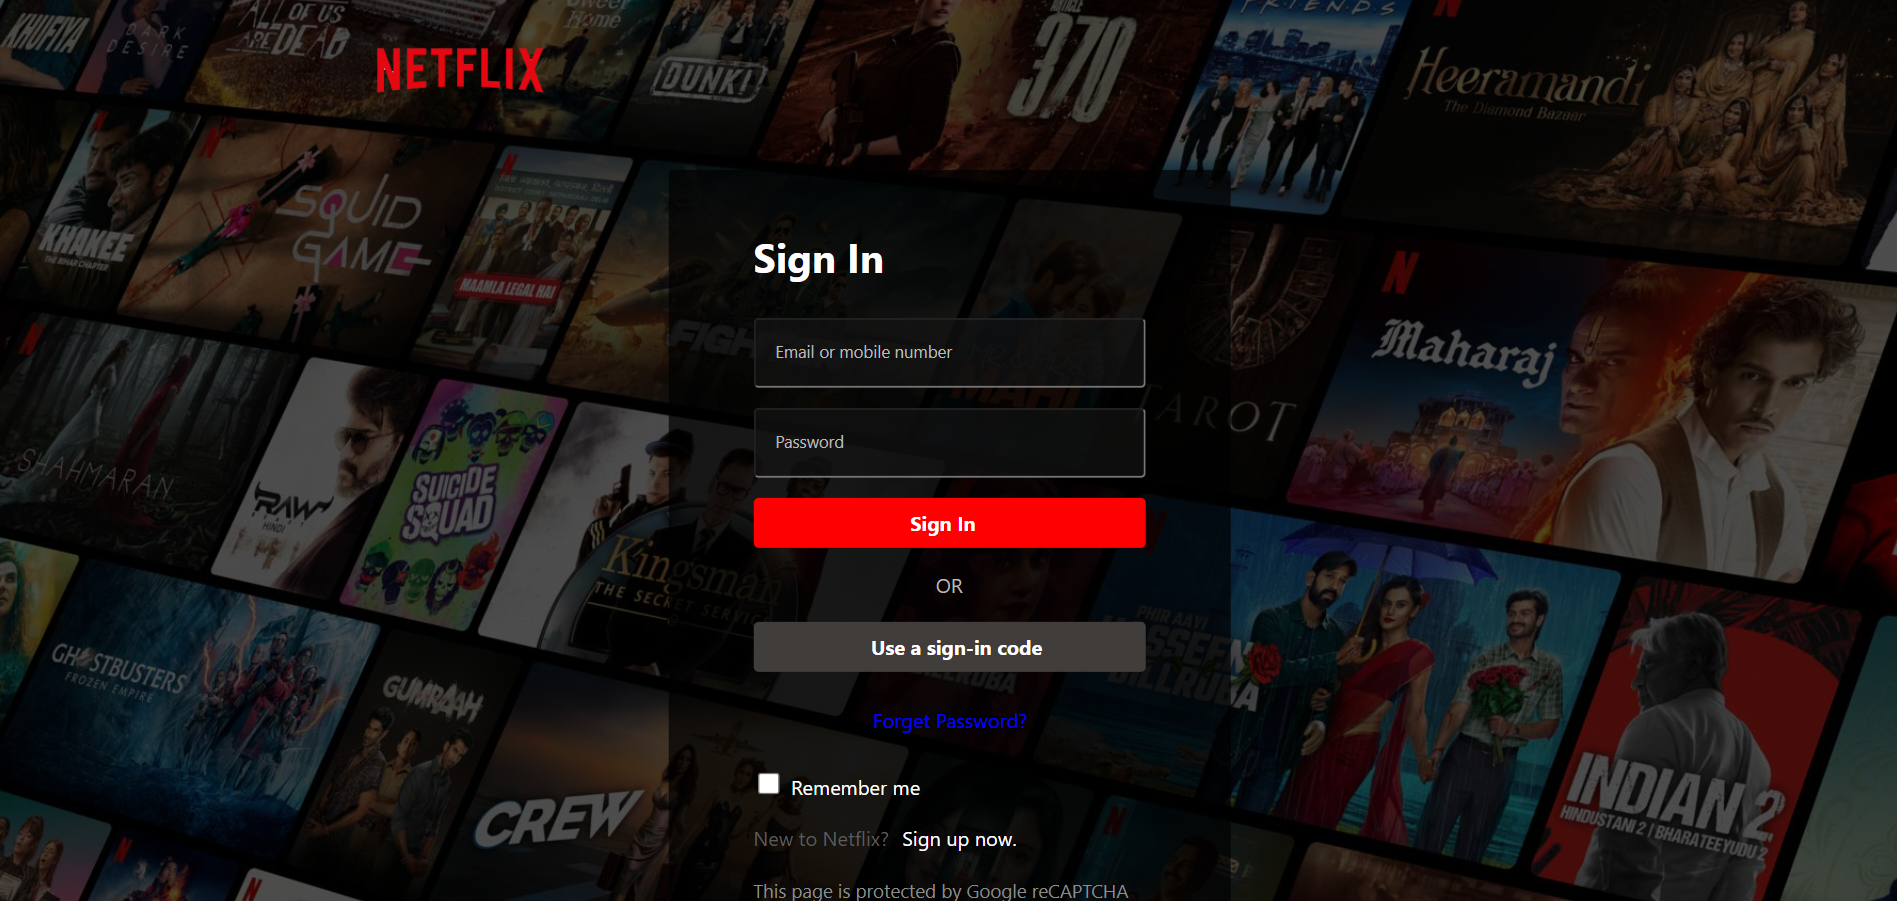 KHUFIYA
DARK
DESIRE
ALL OF US
ARE DEAD
Sweet
Home
NETFLIX
DUNKI
ARTICLE
370
FRIENDS
Heeramandi
The Diamond Bazaar
KHAKEE
THE BIHAR CHAPTER
SQUID
GAME
MAAMLA LEGAL HAI
FIGH
MAHI
TAROT
Maharaj
SHAHMARAN
RAW
HINDI
SUICIDE
SQUAD
Kingsman
THE SECRET SERVICE
GHOSTBUSTERS
FROZEN EMPIRE
GUMRAAH
CREW
PHIR AAYI
HASSEEN
DILLRUBA
INDIAN 2
HINDUSTANI 2 | BHARATEEYUDU 2
Sign In
Email or mobile number
Password
Sign In
OR
Use a sign-in code
Forget Password?
Remember me
New to Netflix? Sign up now.
This page is protected by Google reCAPTCHA